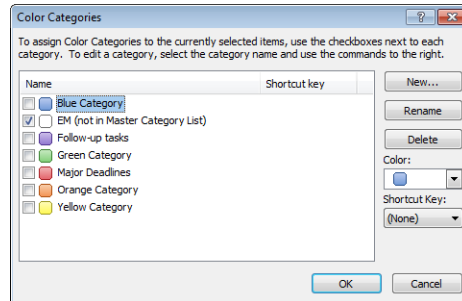 Color Categories
To assign Color Categories to the currently selected items, use the checkboxes next to each
category. To edit a category, select the category name and use the commands to the right.
Name Shortcut key
Blue Category
EM (not in Master Category List)
Follow-up tasks
Green Category
Major Deadlines
Orange Category
Yellow Category
New...
Rename
Delete
Color:
Shortcut Key:
(None)
OK Cancel